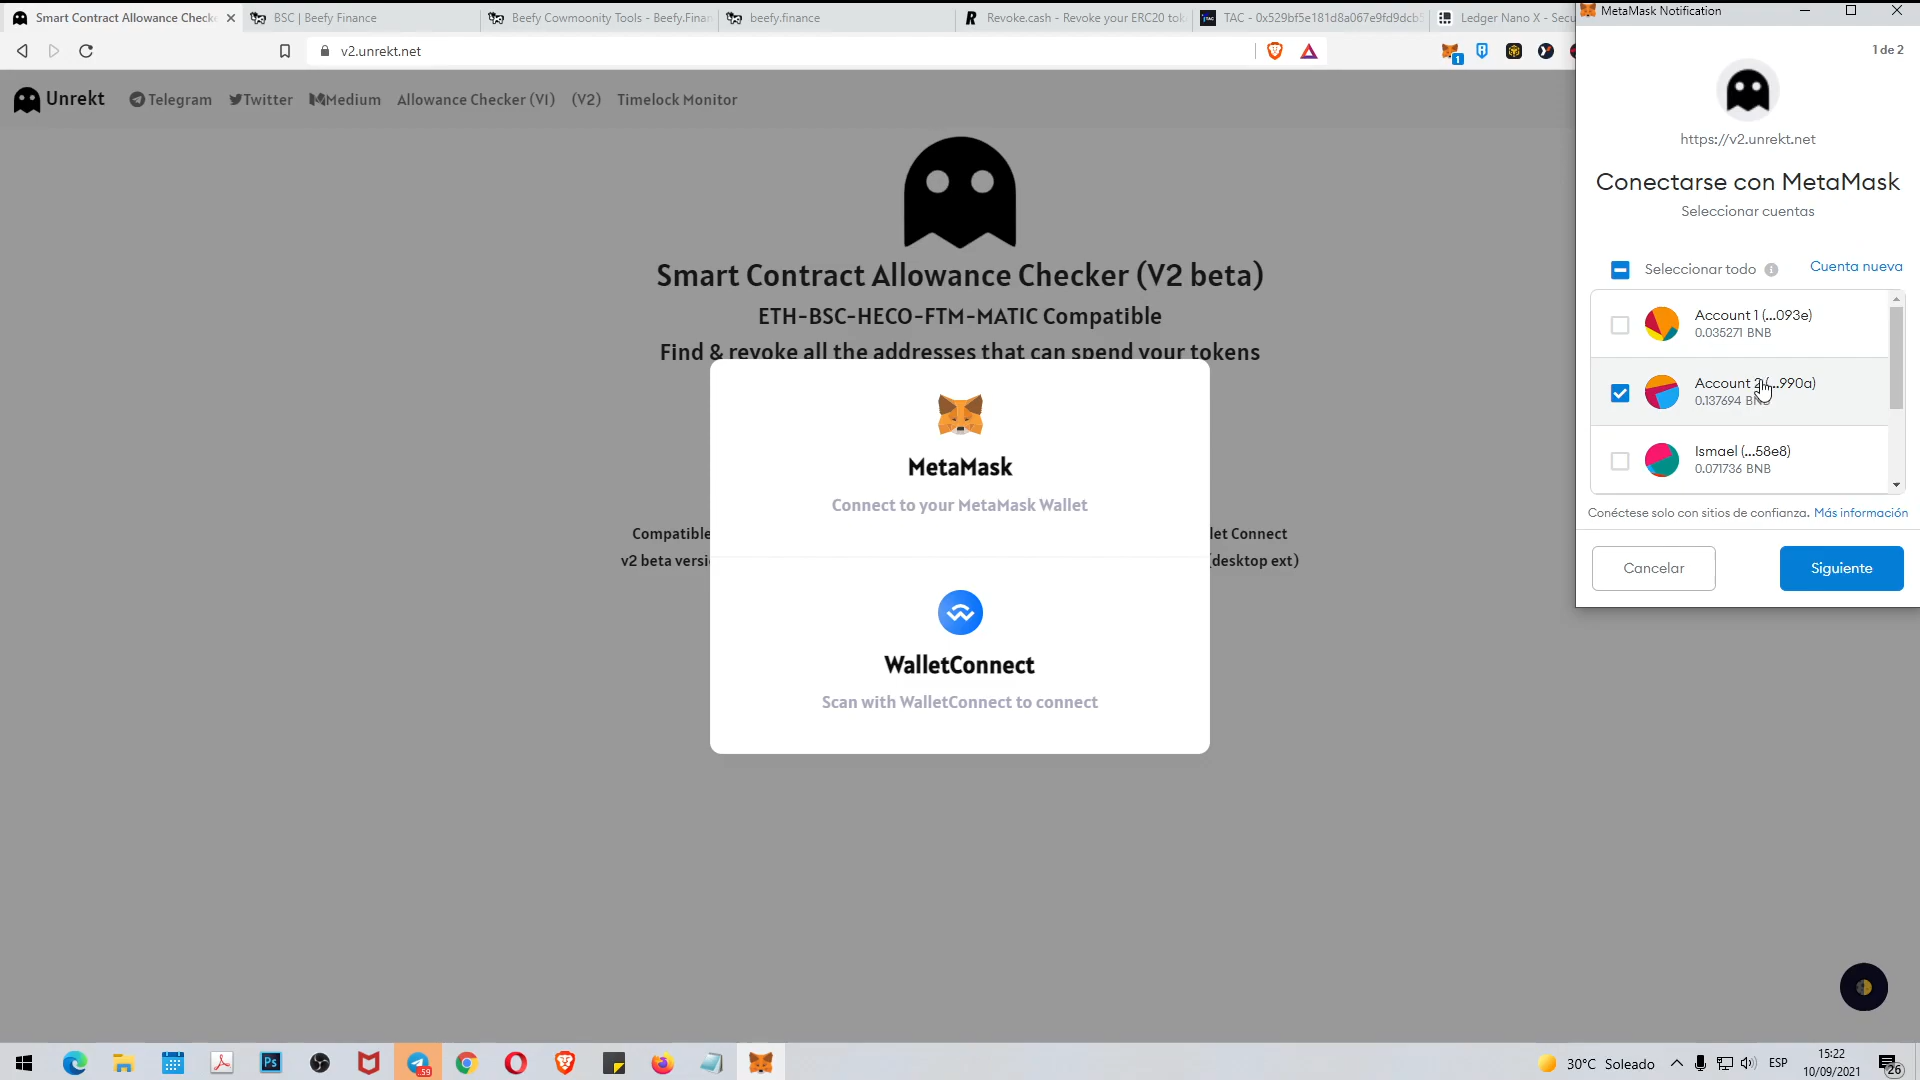 Smart Contract Allowance Checke
BSC | Beefy Finance
Beefy Cowmoonity Tools - Beefy.Finan
beefy.finance
Revoke.cash - Revoke your ERC20 tok
TAC - 0x529bf5e181d8a067e9fd9dcb5
Ledger Nano X - Secu
MetaMask Notification
v2.unrekt.net
1
1 de 2
Unrekt
Telegram
Twitter
Medium
Allowance Checker (V1)
(V2)
Timelock Monitor
https://v2.unrekt.net
Conectarse con MetaMask
Seleccionar cuentas
Seleccionar todo
Cuenta nueva
Account 1 (...093e)
0.035271 BNB
Account 2 (...990a)
0.137694 BNB
Ismael (...58e8)
0.071736 BNB
Conéctese solo con sitios de confianza. Más información
Cancelar
Siguiente
Smart Contract Allowance Checker (V2 beta)
ETH-BSC-HECO-FTM-MATIC Compatible
Find & revoke all the addresses that can spend your tokens
MetaMask
Connect to your MetaMask Wallet
Compatible
let Connect
v2 beta versi
(desktop ext)
WalletConnect
Scan with WalletConnect to connect
59
30°C Soleado
ESP
15:22
10/09/2021
26